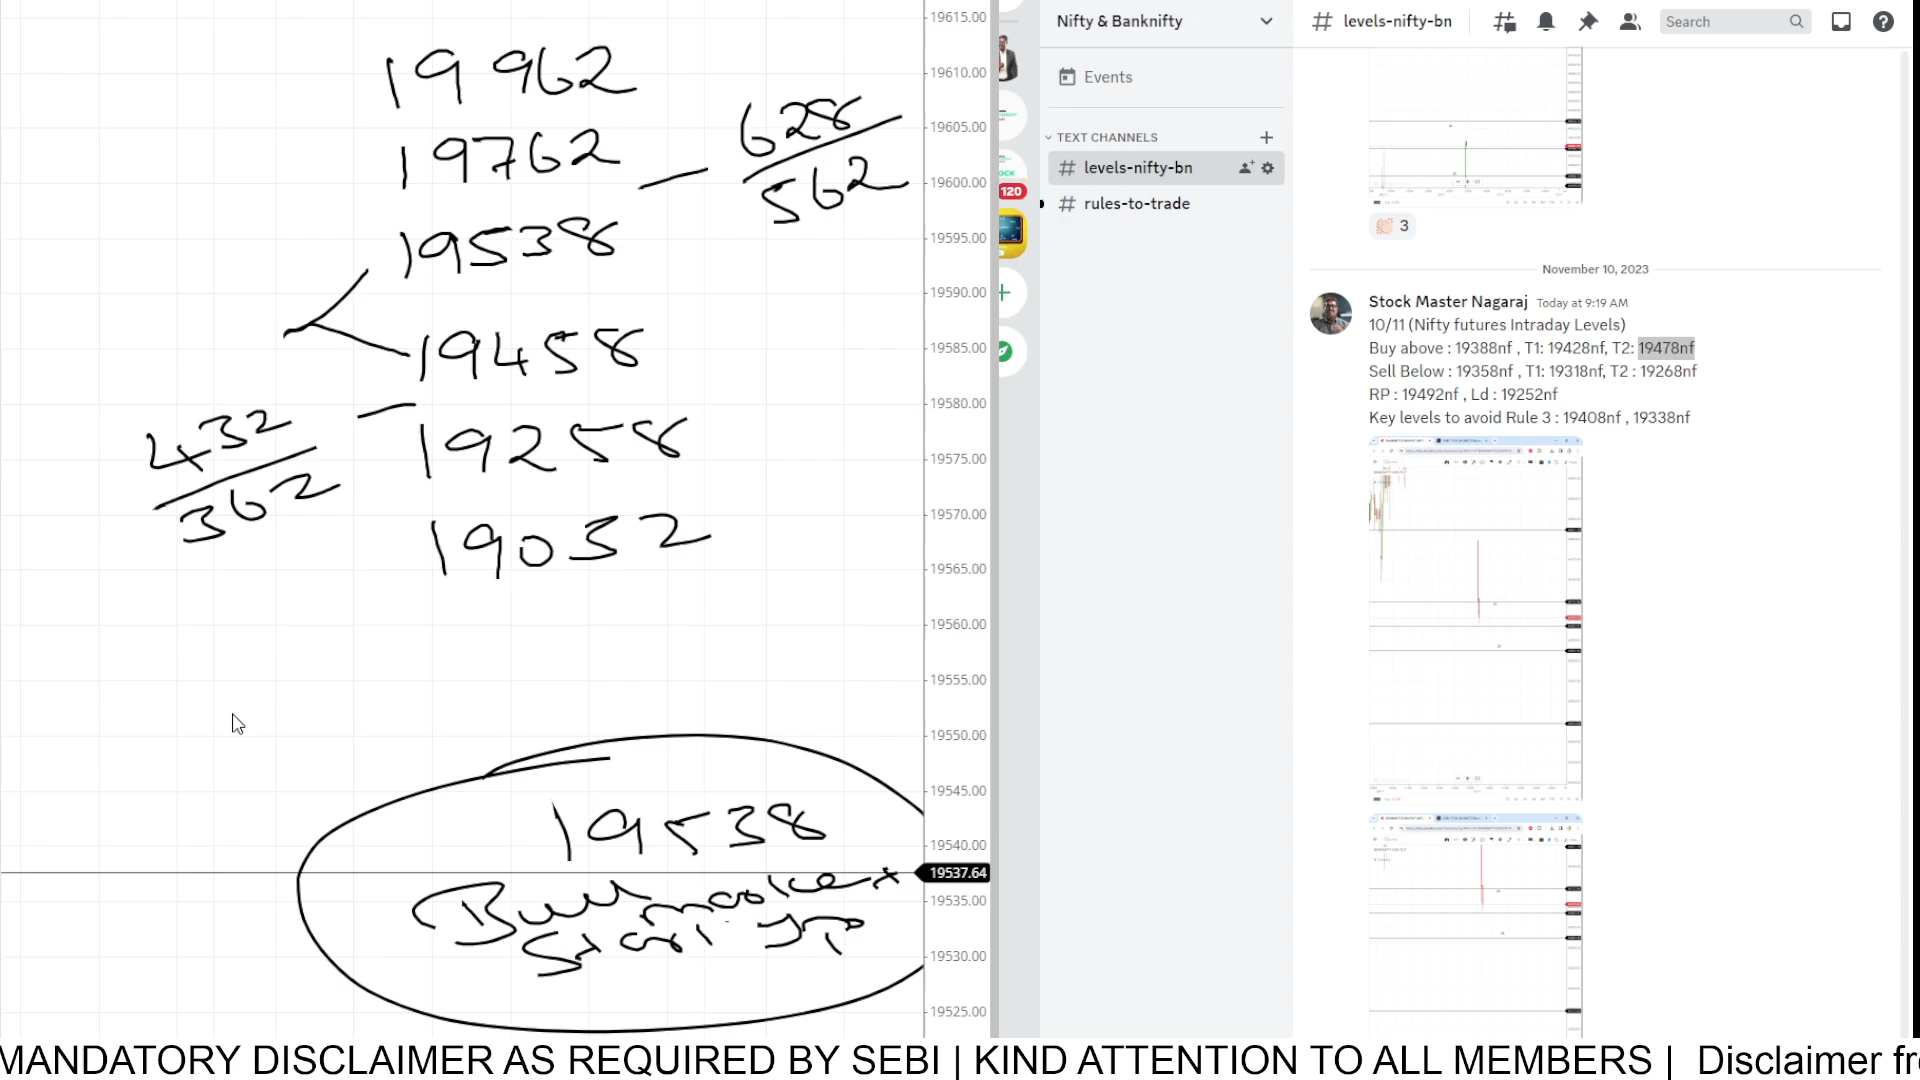 19962
19762
628
562
19538
19458
432
362
19258
19032
19538
Bull market
Start up
19615.00
19610.00
19605.00
19600.00
19595.00
19590.00
19585.00
19580.00
19575.00
19570.00
19565.00
19560.00
19555.00
19550.00
19545.00
19540.00
19537.64
19535.00
19530.00
19525.00
120
Nifty & Banknifty
Events
TEXT CHANNELS
# levels-nifty-bn
# rules-to-trade
# levels-nifty-bn
Search
3
November 10, 2023
Stock Master Nagaraj Today at 9:19 AM
10/11 (Nifty futures Intraday Levels)
Buy above : 19388nf , T1: 19428nf, T2: 19478nf
Sell Below : 19358nf , T1: 19318nf, T2 : 19268nf
RP : 19492nf , Ld : 19252nf
Key levels to avoid Rule 3 : 19408nf , 19338nf
MANDATORY DISCLAIMER AS REQUIRED BY SEBI | KIND ATTENTION TO ALL MEMBERS | Disclaimer fr